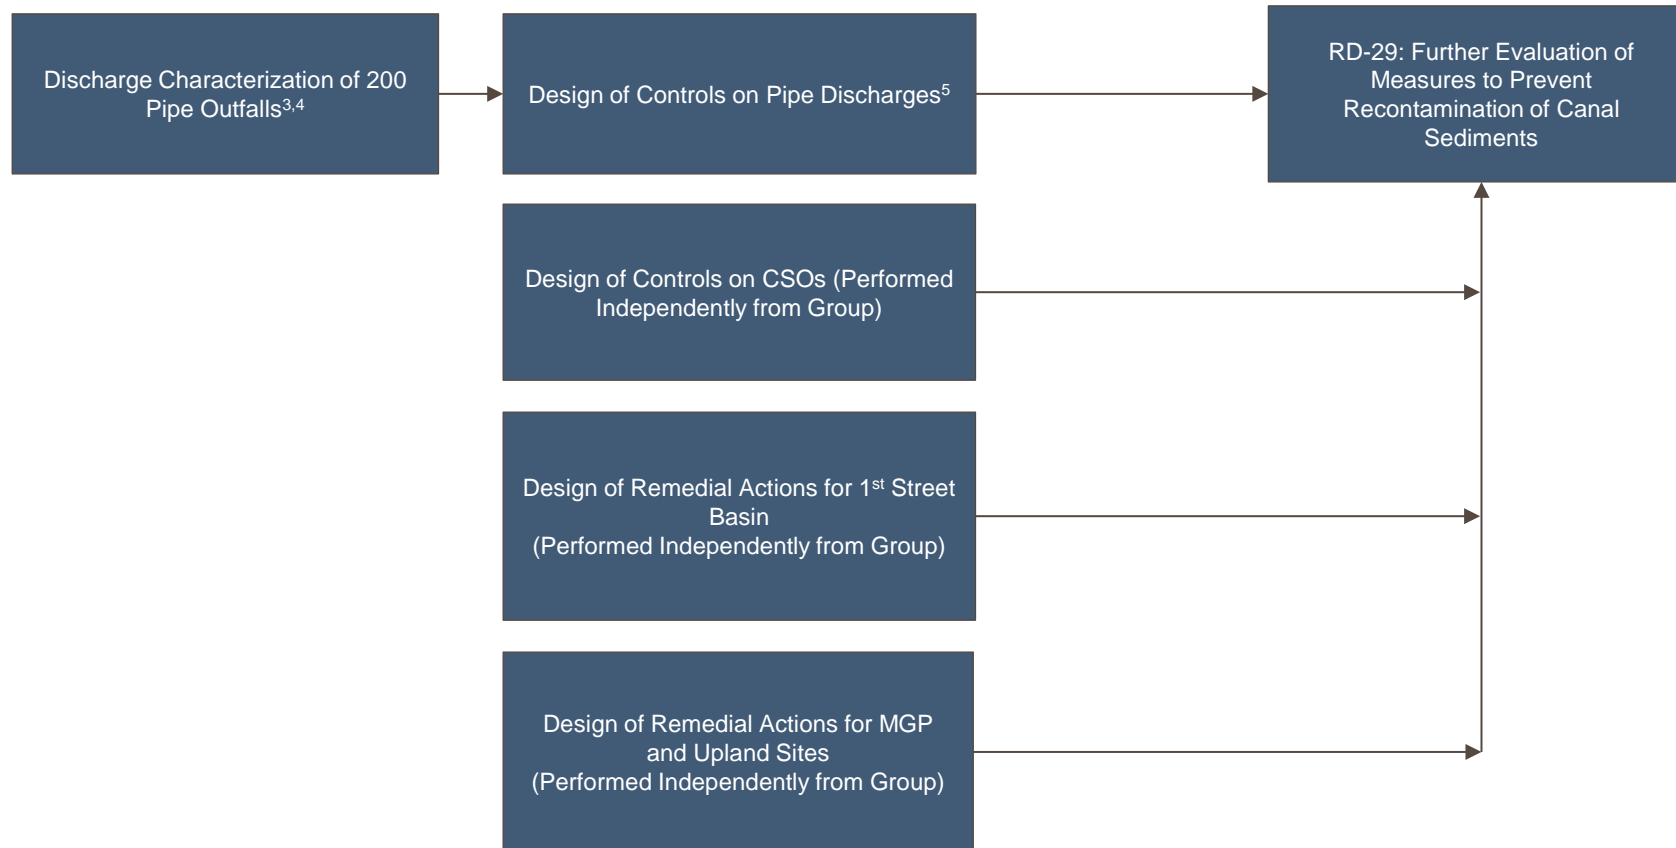 Discharge Characterization of 200
Pipe Outfalls3,4
Design of Controls on Pipe Discharges5
RD-29: Further Evaluation of
Measures to Prevent
Recontamination of Canal
Sediments
Design of Controls on CSOs (Performed
Independently from Group)
Design of Remedial Actions for 1st Street
Basin
(Performed Independently from Group)
Design of Remedial Actions for MGP
and Upland Sites
(Performed Independently from Group)